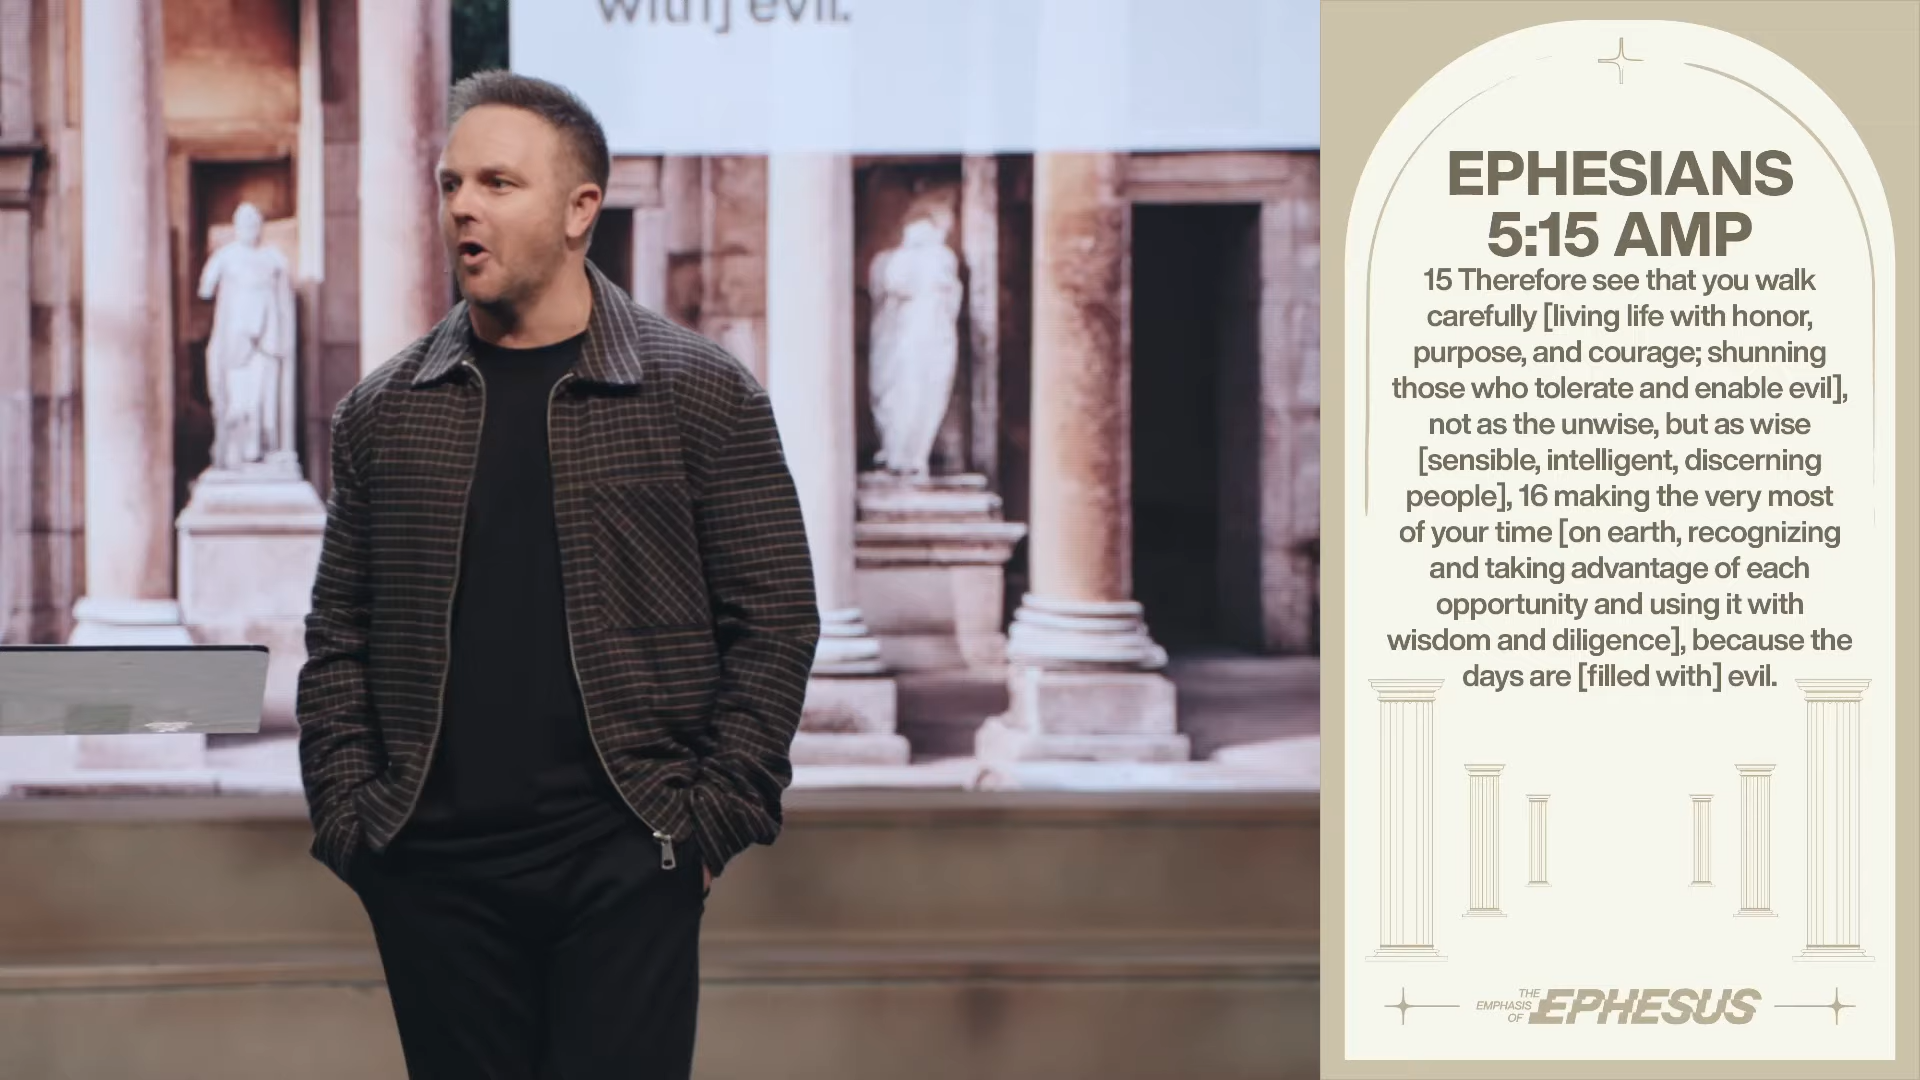 with] evil.
EPHESIANS
5:15 AMP
15 Therefore see that you walk
carefully [living life with honor,
purpose, and courage; shunning
those who tolerate and enable evil],
not as the unwise, but as wise
[sensible, intelligent, discerning
people], 16 making the very most
of your time [on earth, recognizing
and taking advantage of each
opportunity and using it with
wisdom and diligence], because the
days are [filled with] evil.
THE
EMPHASIS
OF
EPHESUS